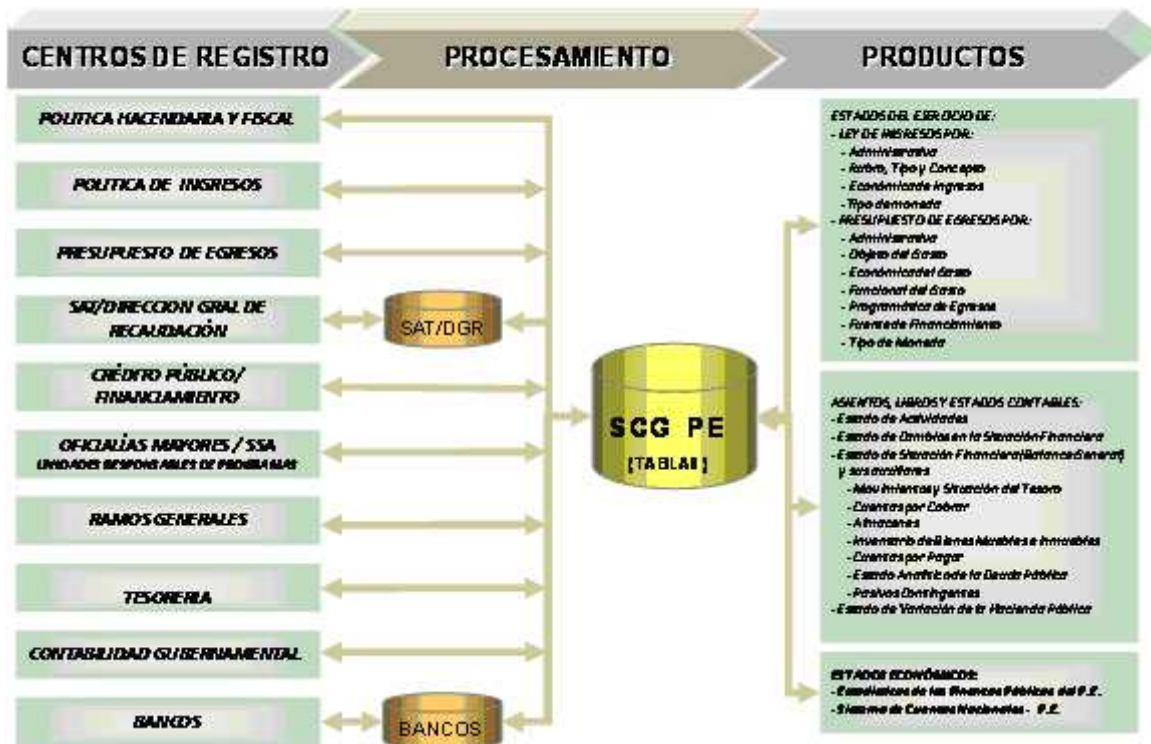 CENTROS DE REGISTRO
PROCESAMIENTO
PRODUCTOS
POLITICA HACENDARIA Y FISCAL
POLITICA DE INGRESOS
PRESUPUESTO DE EGRESOS
SAT/DIRECCION GRAL DE
RECAUDACIÓN
CRÉDITO PÚBLICO/
FINANCIAMIENTO
OFICIALÍAS MAYORES / SSA
UNIDADES RESPONSABLES DE PROGRAMAS
RAMOS GENERALES
TESORERIA
CONTABILIDAD GUBERNAMENTAL
BANCOS
SAT/DGR
BANCOS
SCG PE
(TABLAS)
ESTADOS DEL EJERCICIO DE:
- LEY DE INGRESOS POR:
- Administrativa
- Rubro, Tipo y Concepto
- Económica de Ingresos
- Tipo de moneda
- PRESUPUESTO DE EGRESOS POR:
- Administrativa
- Objeto del Gasto
- Económica del Gasto
- Funcional del Gasto
- Programática de Egresos
- Fuente de Financiamiento
- Tipo de Moneda
ASIENTOS, LIBROS Y ESTADOS CONTABLES:
- Estado de Actividades
- Estado de Cambios en la Situación Financiera
- Estado de Situación Financiera (Balance General)
y sus auxiliares
- Movimientos y Situación del Tesoro
- Cuentas por Cobrar
- Almacenes
- Inventario de Bienes Muebles e Inmuebles
- Cuentas por Pagar
- Estado Analítico de la Deuda Pública
- Pasivos Contingentes
- Estado de Variación de la Hacienda Pública
ESTADOS ECONÓMICOS:
- Estadísticas de las Finanzas Públicas del P.E.
- Sistema de Cuentas Nacionales - P.E.